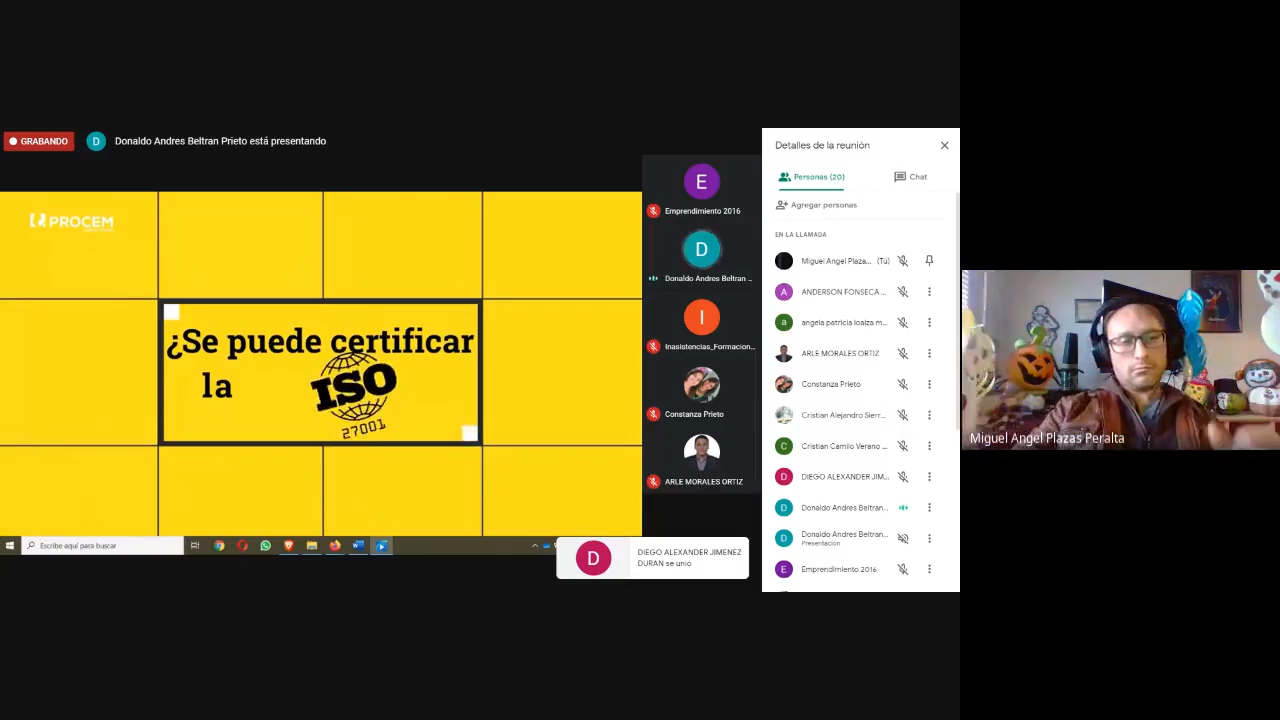 GRABANDO
D
Donaldo Andres Beltran Prieto está presentando
PROCEM
¿Se puede certificar
la
ISO
27001
Escribe aquí para buscar
E
Emprendimiento 2016
D
Donaldo Andres Beltran ...
I
Inasistencias_Formacion...
Constanza Prieto
ARLE MORALES ORTIZ
D
DIEGO ALEXANDER JIMENEZ
DURAN se unió
Detalles de la reunión
Personas (20)
Chat
Agregar personas
EN LA LLAMADA
Miguel Angel Plaza... (Tú)
A
ANDERSON FONSECA ...
a
angela patricia loaiza m...
ARLE MORALES ORTIZ
Constanza Prieto
Cristian Alejandro Sierr...
C
Cristian Camilo Verano ...
D
DIEGO ALEXANDER JIM...
D
Donaldo Andres Beltran...
D
Donaldo Andres Beltran...
Presentación
E
Emprendimiento 2016
Miguel Angel Plazas Peralta